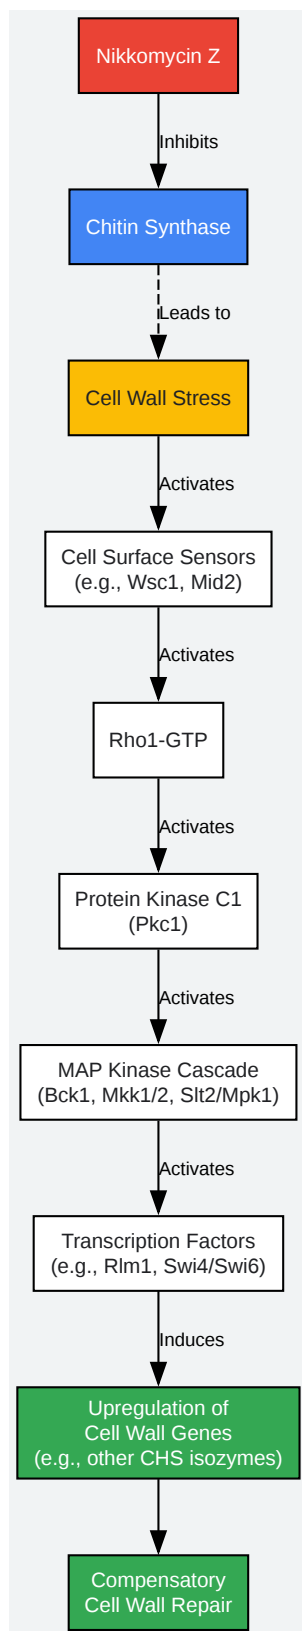 Nikkomycin Z
Inhibits
Chitin Synthase
Leads to
Cell Wall Stress
Activates
Cell Surface Sensors
(e.g., Wsc1, Mid2)
Activates
Rho1-GTP
Activates
Protein Kinase C1
(Pkc1)
Activates
MAP Kinase Cascade
(Bck1, Mkk1/2, Slt2/Mpk1)
Activates
Transcription Factors
(e.g., Rlm1, Swi4/Swi6)
Induces
Upregulation of
Cell Wall Genes
(e.g., other CHS isozymes)
Compensatory
Cell Wall Repair